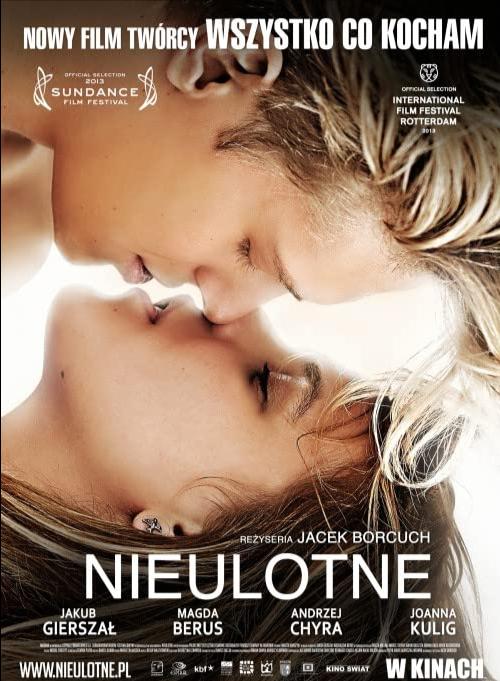 NOWY FILM TWÓRCY WSZYSTKO CO KOCHAM
OFFICIAL SELECTION
2013
SUNDANCE
FILM FESTIVAL
OFFICIAL SELECTION
INTERNATIONAL
FILM FESTIVAL
ROTTERDAM
2013
REŻYSERIA JACEK BORCUCH
NIEULOTNE
JAKUB
GIERSZAŁ
MAGDA
BERUS
ANDRZEJ
CHYRA
JOANNA
KULIG
WWW.NIEULOTNE.PL
kbf
KINO ŚWIAT
W KINACH